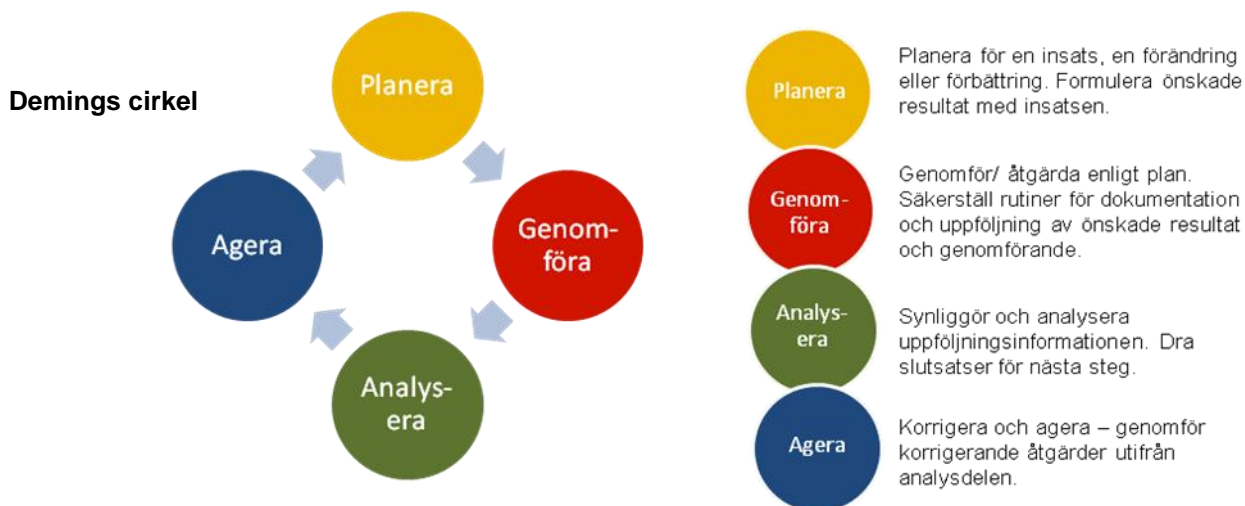 Demings cirkel
Planera
Genom-
föra
Analys-
era
Agera
Planera
Planera för en insats, en förändring
eller förbättring. Formulera önskade
resultat med insatsen.
Genom-
föra
Genomför/ åtgärda enligt plan.
Säkerställ rutiner för dokumentation
och uppföljning av önskade resultat
och genomförande.
Analys-
era
Synliggör och analysera
uppföljningsinformationen. Dra
slutsatser för nästa steg.
Agera
Korrigera och agera – genomför
korrigerande åtgärder utifrån
analysdelen.